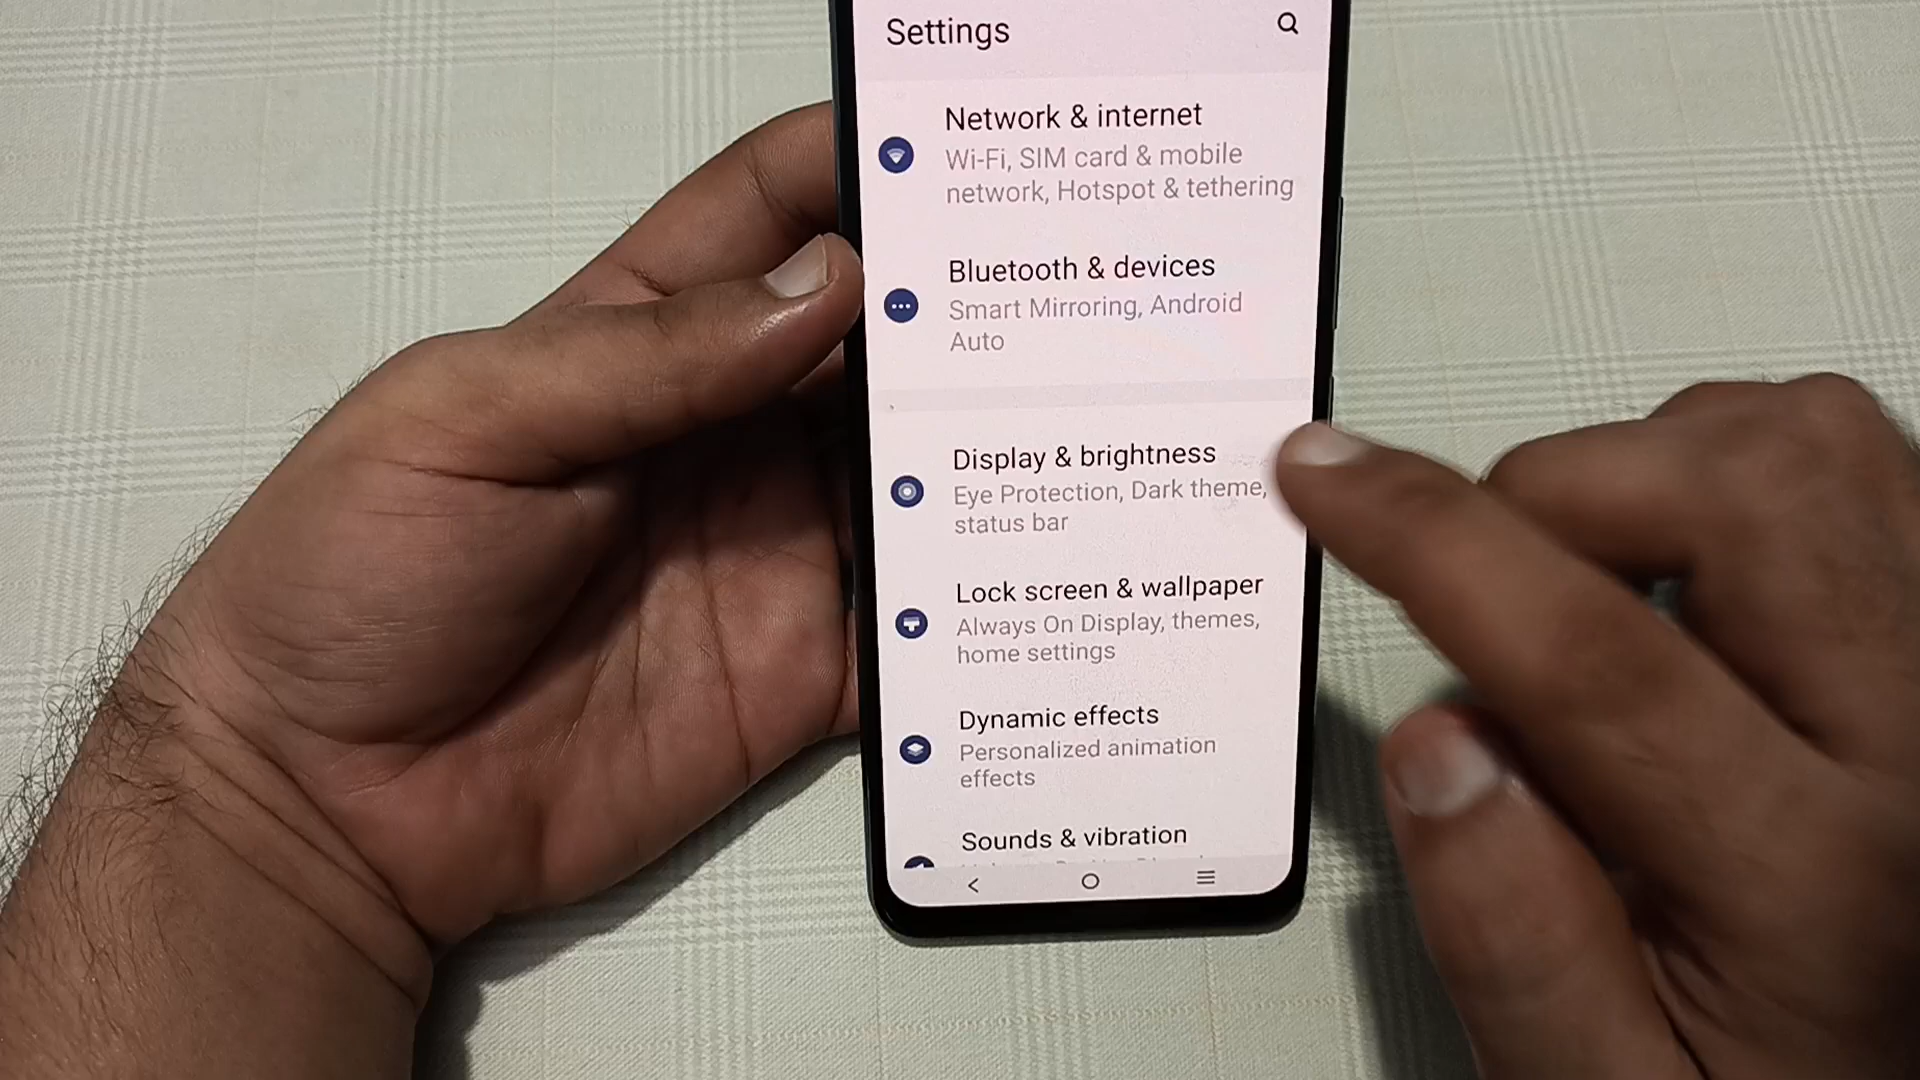 Settings
Network & internet
Wi-Fi, SIM card & mobile
network, Hotspot & tethering
Bluetooth & devices
Smart Mirroring, Android
Auto
Display & brightness
Eye Protection, Dark theme,
status bar
Lock screen & wallpaper
Always On Display, themes,
home settings
Dynamic effects
Personalized animation
effects
Sounds & vibration